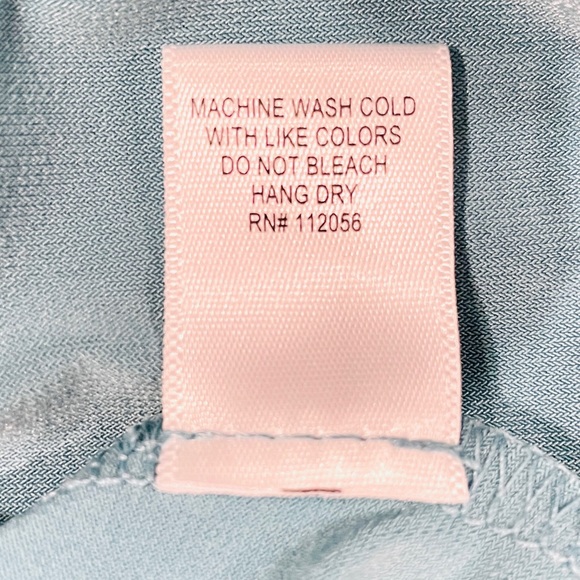 MACHINE WASH COLD
WITH LIKE COLORS
DO NOT BLEACH
HANG DRY
RN# 112056